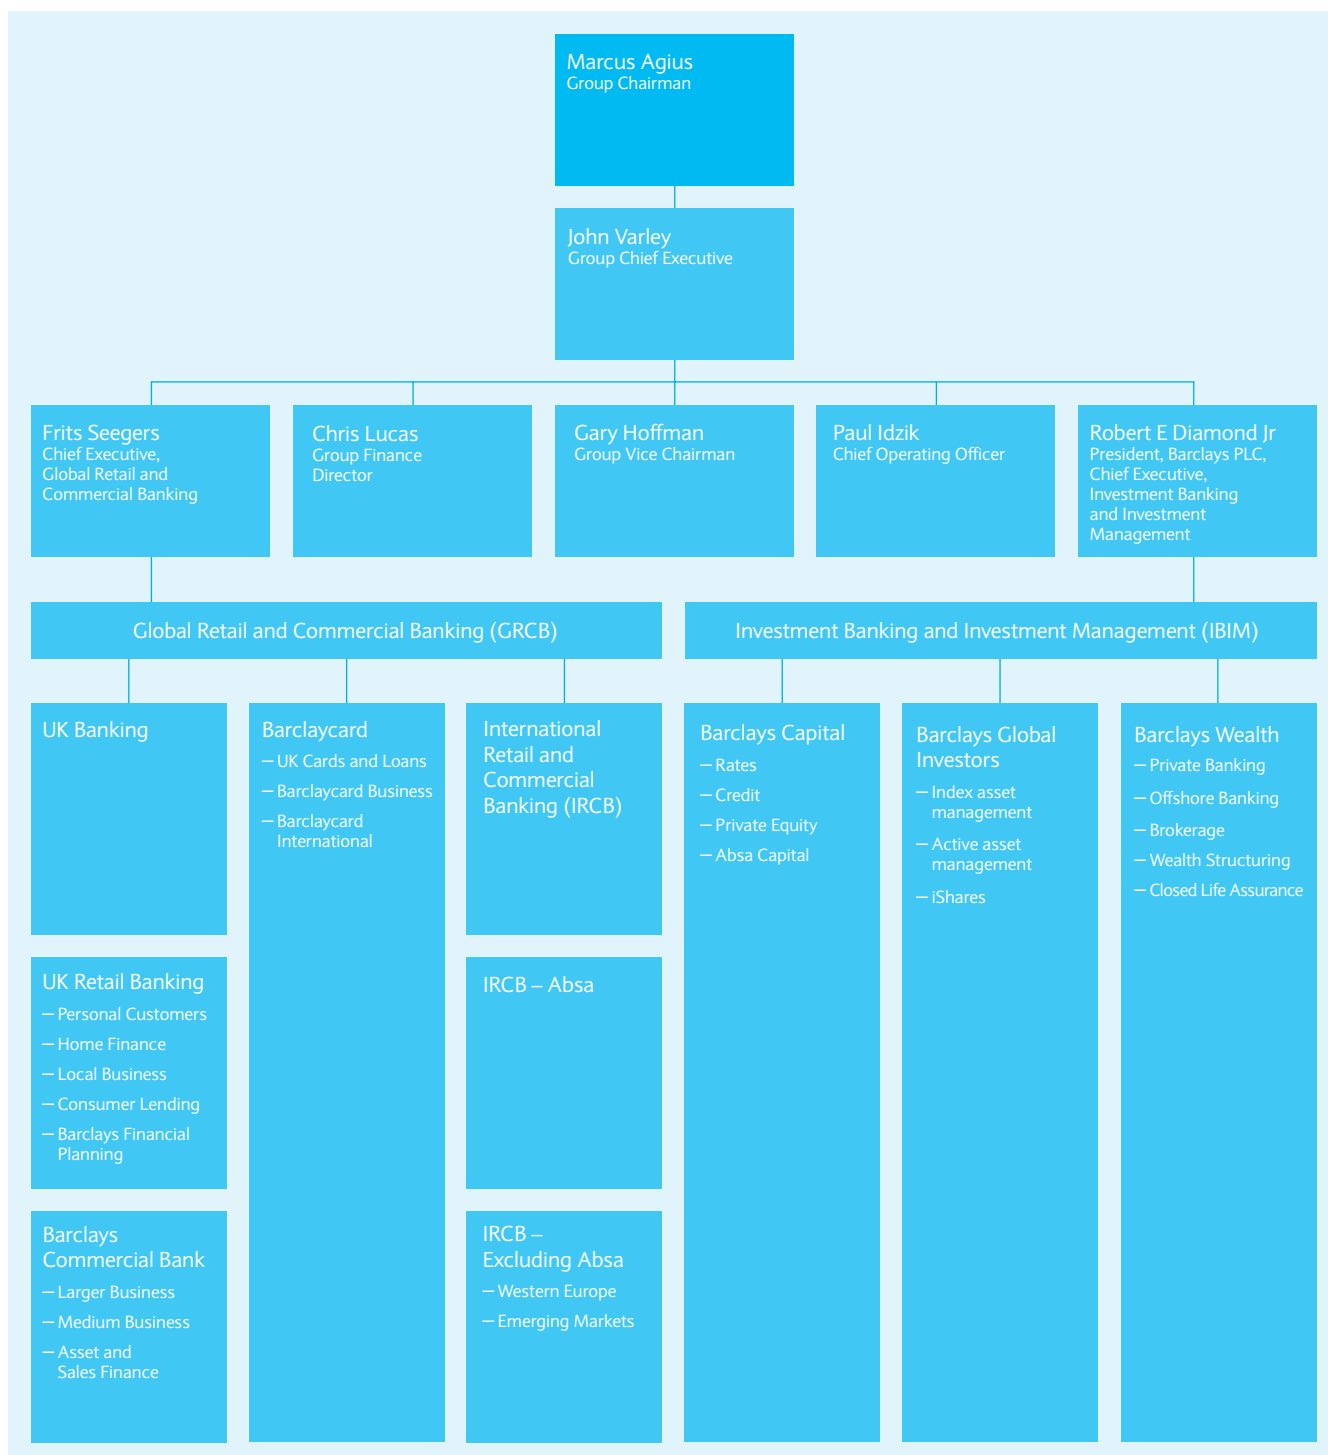 Marcus Agius
Group Chairman
John Varley
Group Chief Executive
Frits Seegers
Chief Executive,
Global Retail and
Commercial Banking
Chris Lucas
Group Finance
Director
Gary Hoffman
Group Vice Chairman
Paul Idzik
Chief Operating Officer
Robert E Diamond Jr
President, Barclays PLC,
Chief Executive,
Investment Banking
and Investment
Management
Global Retail and Commercial Banking (GRCB)
Investment Banking and Investment Management (IBIM)
UK Banking
UK Retail Banking
– Personal Customers
– Home Finance
– Local Business
– Consumer Lending
– Barclays Financial
Planning
Barclays
Commercial Bank
– Larger Business
– Medium Business
– Asset and
Sales Finance
Barclaycard
– UK Cards and Loans
– Barclaycard Business
– Barclaycard
International
International
Retail and
Commercial
Banking (IRCB)
IRCB – Absa
IRCB –
Excluding Absa
– Western Europe
– Emerging Markets
Barclays Capital
– Rates
– Credit
– Private Equity
– Absa Capital
Barclays Global
Investors
– Index asset
management
– Active asset
management
– iShares
Barclays Wealth
– Private Banking
– Offshore Banking
– Brokerage
– Wealth Structuring
– Closed Life Assurance